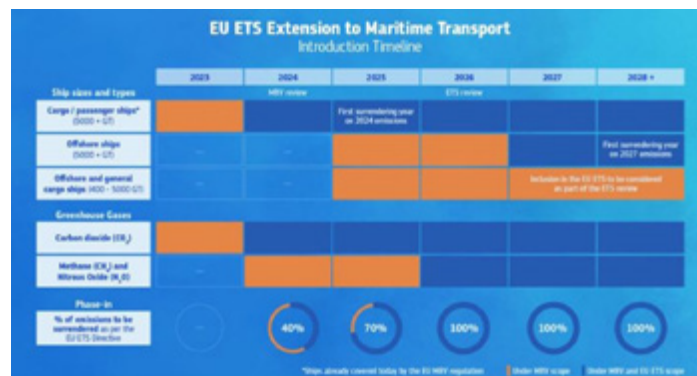 EU ETS Extension to Maritime Transport
Introduction Timeline
2023 2024 2025 2026 2027 2028 +
Ship sizes and types MRV review ETS review
Cargo / passenger ships*
(5000 + GT)
First surrendering year
on 2024 emissions
Offshore ships
(5000 + GT)
— —
First surrendering year
on 2027 emissions
Offshore and general
cargo ships (400 - 5000 GT)
— —
Inclusion in the EU ETS to be considered
as part of the ETS review
Greenhouse Gases
Carbon dioxide (CO₂)
Methane (CH₄) and
Nitrous Oxide (N₂O)
—
Phase-in
% of emissions to be
surrendered as per the
EU ETS Directive
— 40% 70% 100% 100% 100%
*Ships already covered today by the EU MRV regulation Under MRV scope Under MRV and EU ETS scope